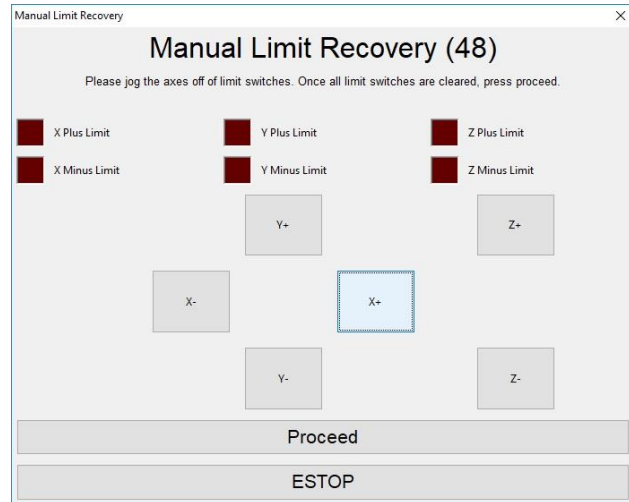 Manual Limit Recovery
Manual Limit Recovery (48)
Please jog the axes off of limit switches. Once all limit switches are cleared, press proceed.
X Plus Limit
Y Plus Limit
Z Plus Limit
X Minus Limit
Y Minus Limit
Z Minus Limit
Y+
Z+
X-
X+
Y-
Z-
Proceed
ESTOP